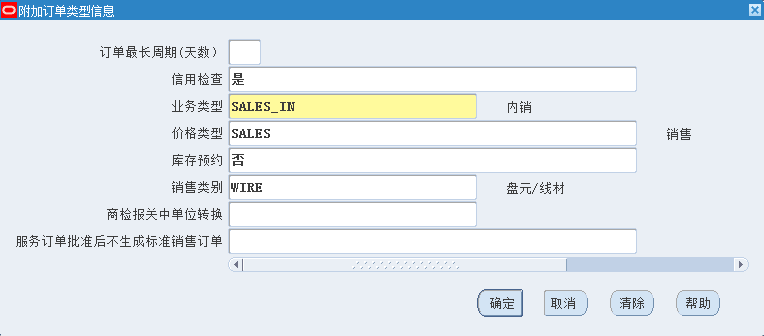 附加订单类型信息
订单最长周期(天数)
信用检查 是
业务类型 SALES_IN 内销
价格类型 SALES 销售
库存预约 否
销售类别 WIRE 盘元/线材
商检报关中单位转换
服务订单批准后不生成标准销售订单
确定 取消 清除 帮助